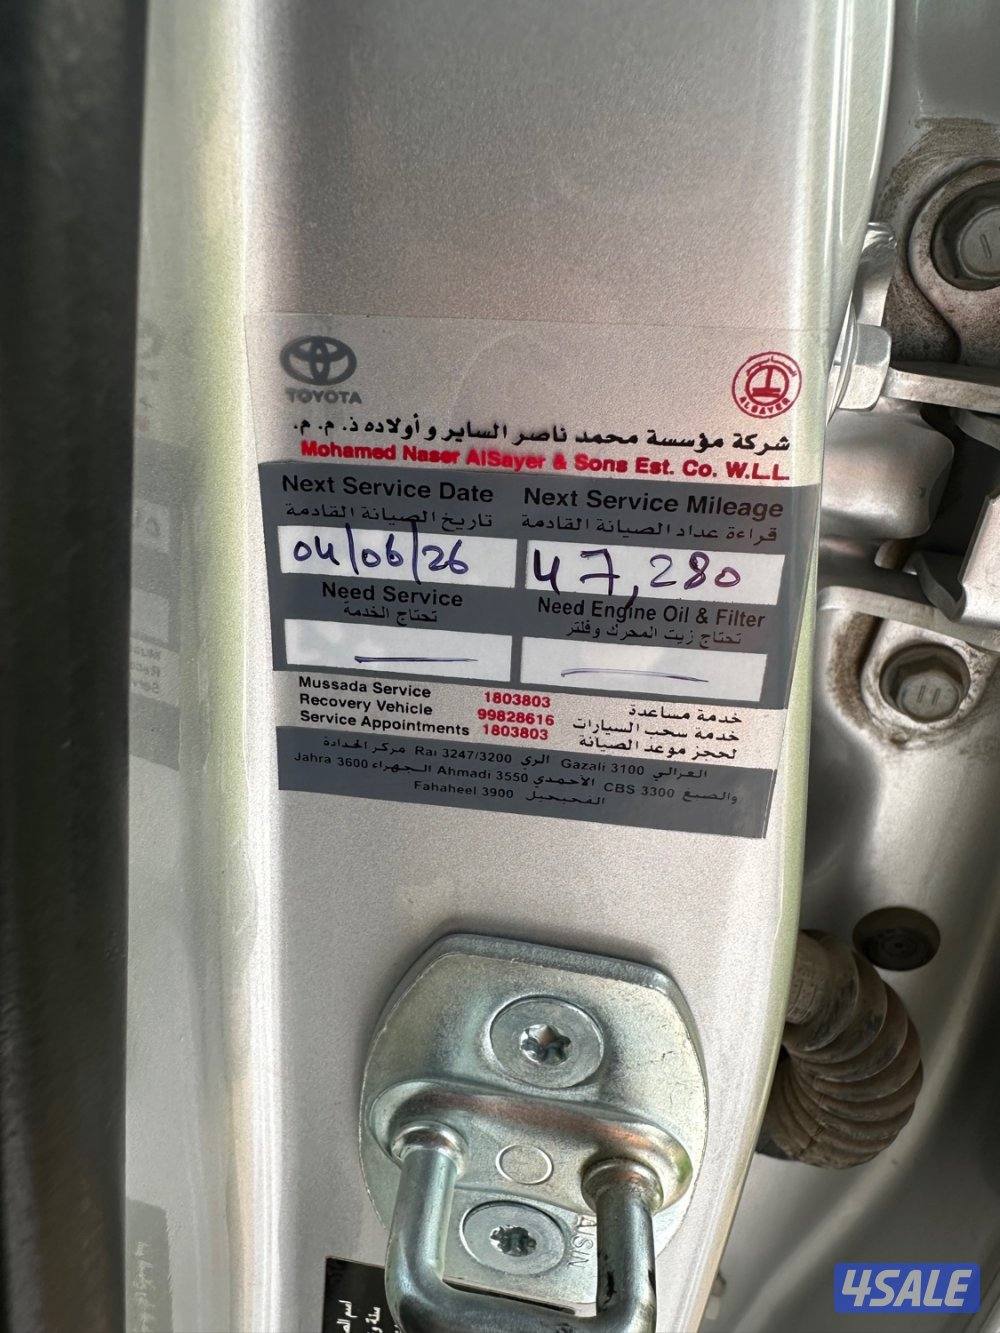 TOYOTA
ALSAYER
شركة مؤسسة محمد ناصر الساير و أولاده ذ. م. م.
Mohamed Naser AlSayer & Sons Est. Co. W.L.L
Next Service Date
Next Service Mileage
تاريخ الصيانة القادمة
قراءة عداد الصيانة القادمة
04/06/26
47,280
Need Service
Need Engine Oil & Filter
تحتاج الخدمة
تحتاج زيت المحرك وفلتر
Mussada Service 1803803 خدمة مساعدة
Recovery Vehicle 99828616 خدمة سحب السيارات
Service Appointments 1803803 لحجز موعد الصيانة
الغزالي Gazali 3100 الري Rai 3247/3200 مركز الحدادة
والصبغ CBS 3300 الأحمدي Ahmadi 3550 الجهراء Jahra 3600
الفحيحيل Fahaheel 3900
AISIN
4SALE